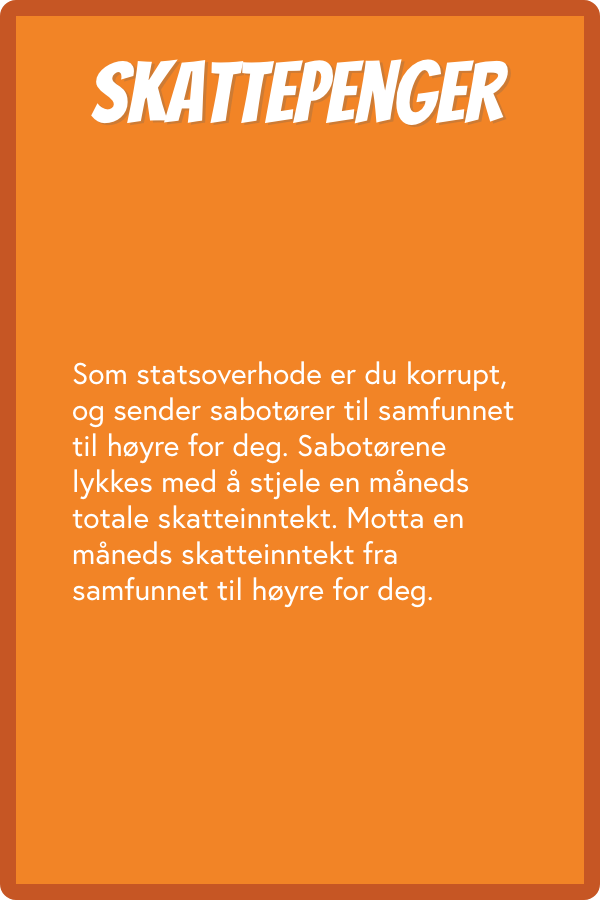 SKATTEPENGER
Som statsoverhode er du korrupt,
og sender sabotører til samfunnet
til høyre for deg. Sabotørene
lykkes med å stjele en måneds
totale skatteinntekt. Motta en
måneds skatteinntekt fra
samfunnet til høyre for deg.